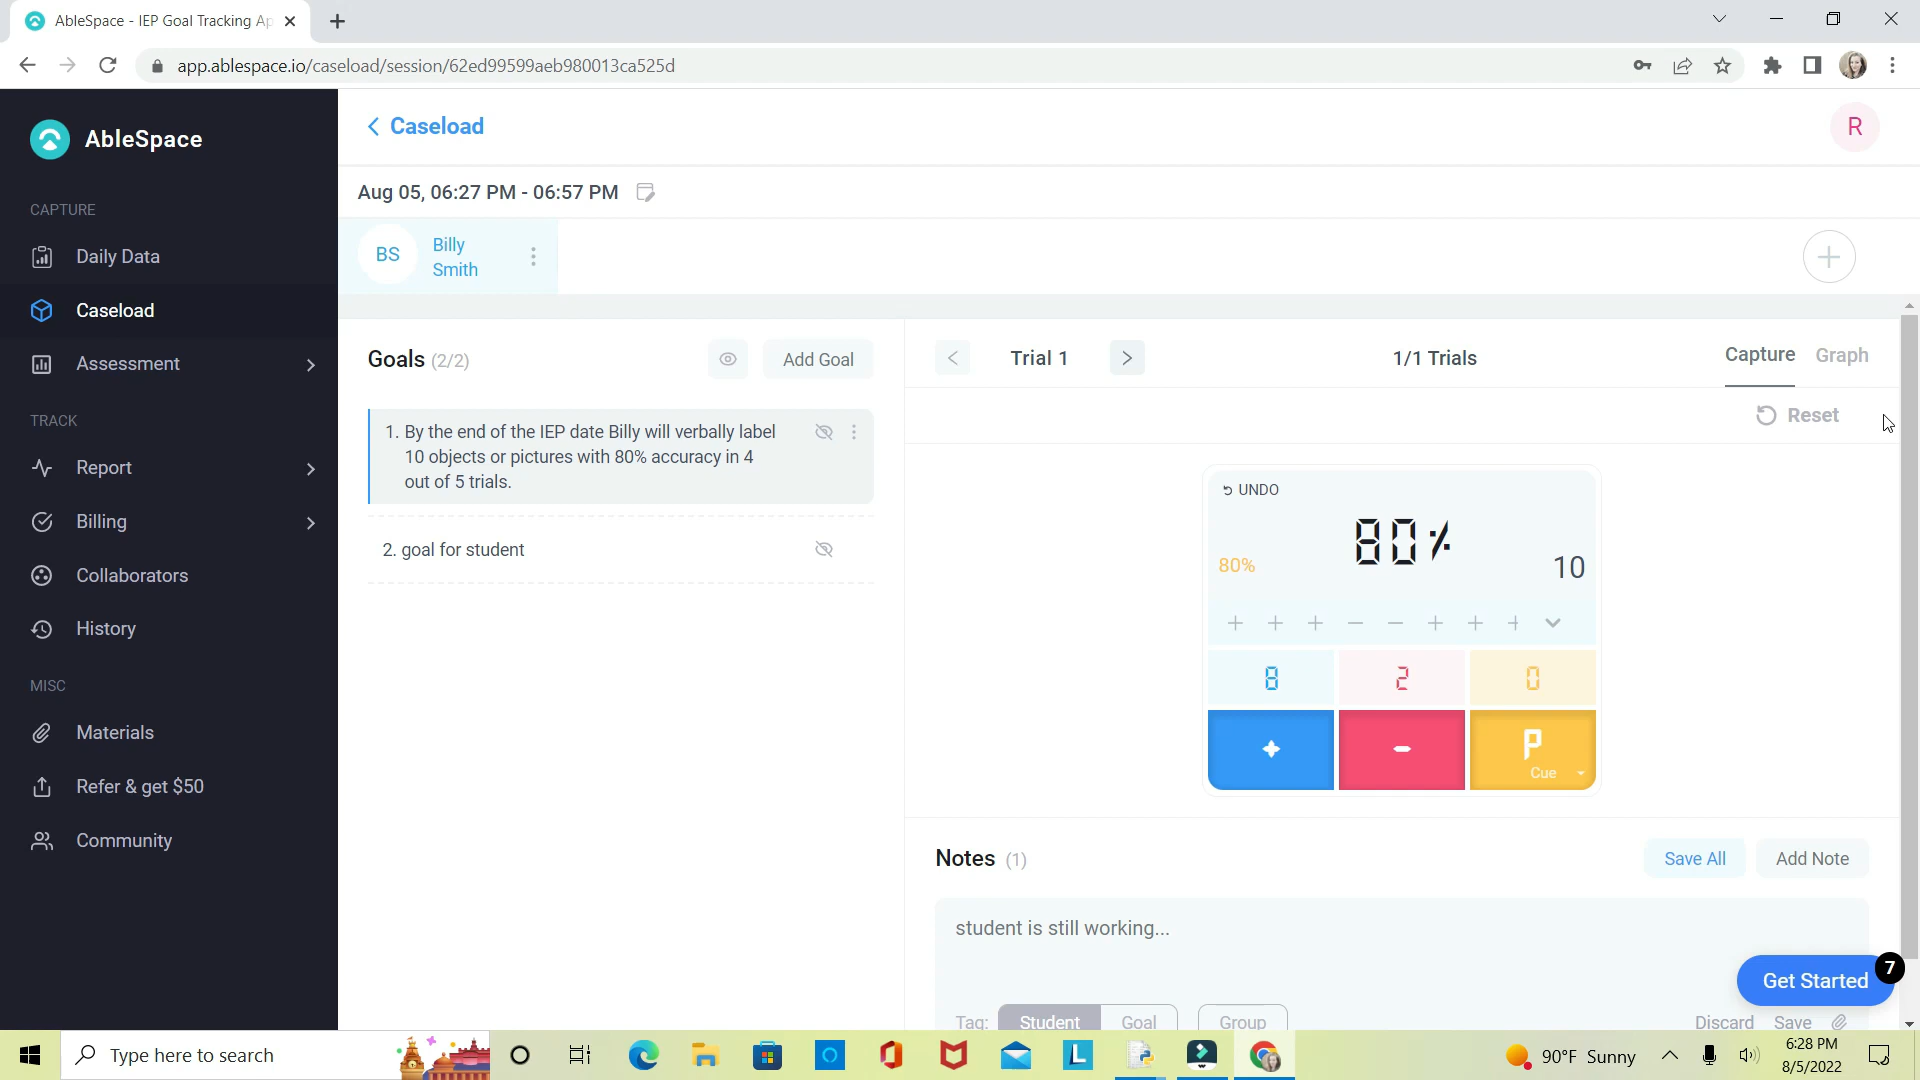 AbleSpace - IEP Goal Tracking Ap
app.ablespace.io/caseload/session/62ed99599aeb980013ca525d
AbleSpace
Caseload
R
CAPTURE
Aug 05, 06:27 PM - 06:57 PM
Daily Data
BS
Billy
Smith
Caseload
Assessment
Goals (2/2)
Add Goal
Trial 1
1/1 Trials
Capture
Graph
TRACK
Reset
1. By the end of the IEP date Billy will verbally label
10 objects or pictures with 80% accuracy in 4
out of 5 trials.
Report
UNDO
80%
80%
10
Billing
2. goal for student
Collaborators
+ + + − − + + +
History
8
2
0
MISC
+
-
P
Cue
Materials
Refer & get $50
Community
Notes (1)
Save All
Add Note
student is still working...
7
Get Started
Tag:
Student
Goal
Group
Discard
Save
Type here to search
90°F Sunny
6:28 PM
8/5/2022